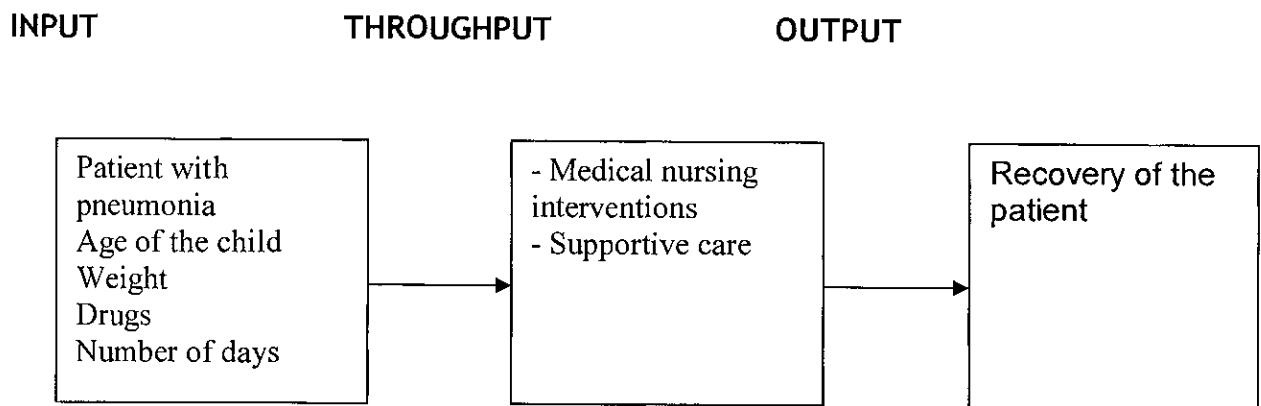 INPUT THROUGHPUT OUTPUT
Patient with
pneumonia
Age of the child
Weight
Drugs
Number of days
- Medical nursing
interventions
- Supportive care
Recovery of the
patient